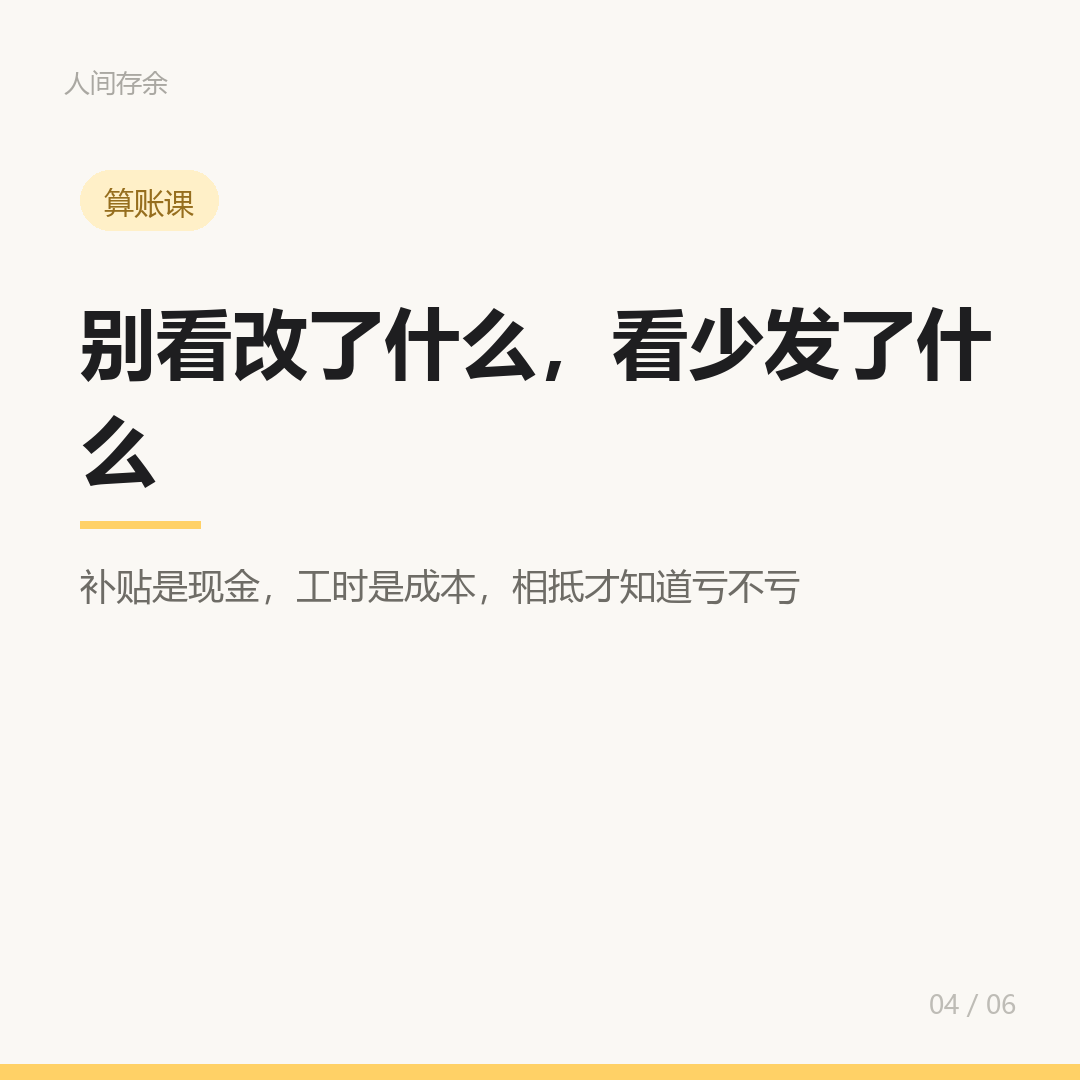 人间存余
算账课
别看改了什么，看少发了什
么
补贴是现金，工时是成本，相抵才知道亏不亏
04 / 06